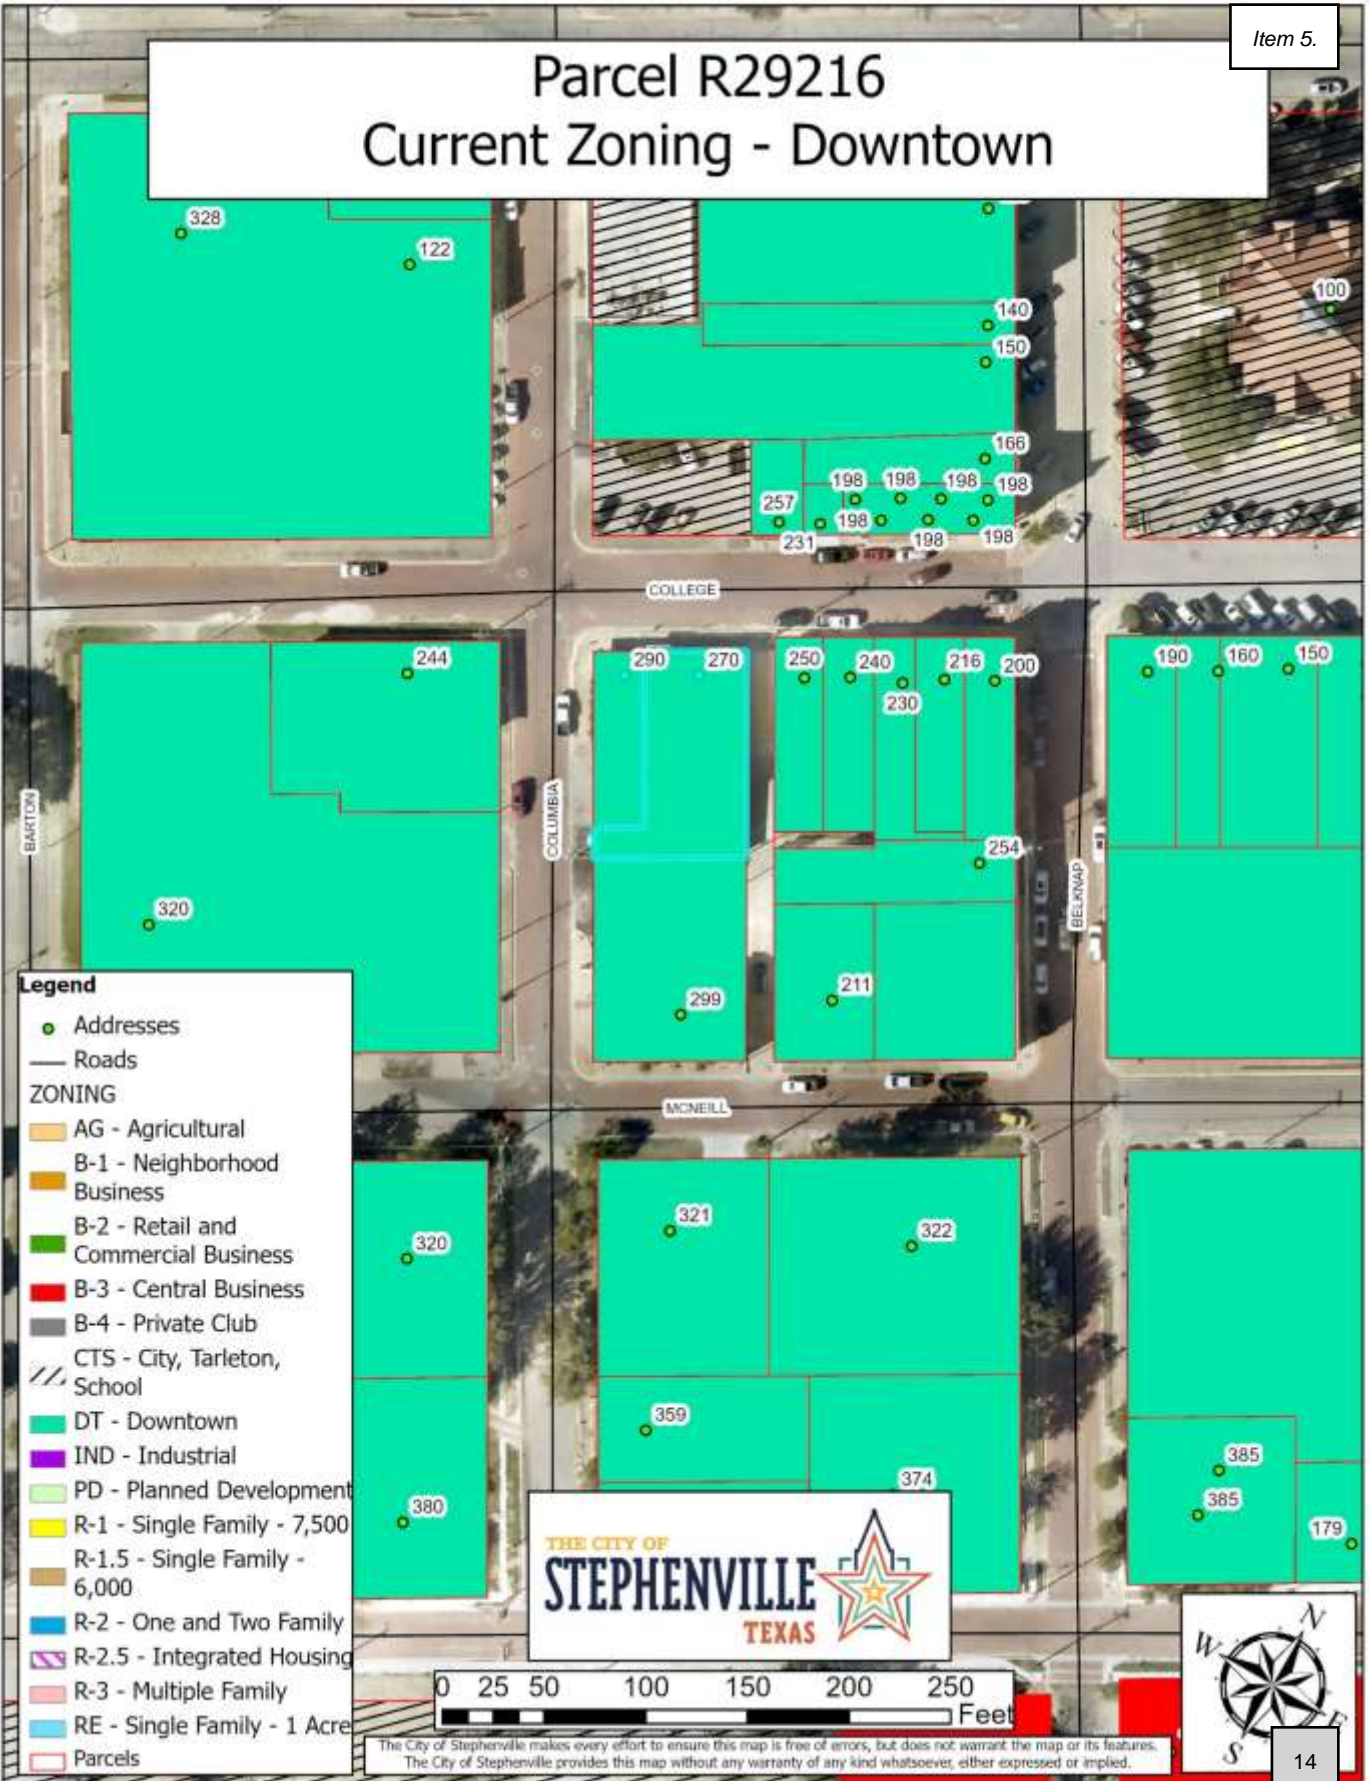 Item 5.
Parcel R29216
Current Zoning - Downtown
328
122
100
140
150
166
198 198 198 198
257
198
231
198 198
COLLEGE
244
290 270 250 240 216 200
230
190 160 150
BARTON
COLUMBIA
BELKNAP
254
320
299
211
MCNEILL
321
322
320
359
374
380
385
385
179
Legend
Addresses
Roads
ZONING
AG - Agricultural
B-1 - Neighborhood
Business
B-2 - Retail and
Commercial Business
B-3 - Central Business
B-4 - Private Club
CTS - City, Tarleton,
School
DT - Downtown
IND - Industrial
PD - Planned Development
R-1 - Single Family - 7,500
R-1.5 - Single Family -
6,000
R-2 - One and Two Family
R-2.5 - Integrated Housing
R-3 - Multiple Family
RE - Single Family - 1 Acre
Parcels
THE CITY OF
STEPHENVILLE
TEXAS
N
W
E
S
0 25 50 100 150 200 250
Feet
The City of Stephenville makes every effort to ensure this map is free of errors, but does not warrant the map or its features.
The City of Stephenville provides this map without any warranty of any kind whatsoever, either expressed or implied.
14